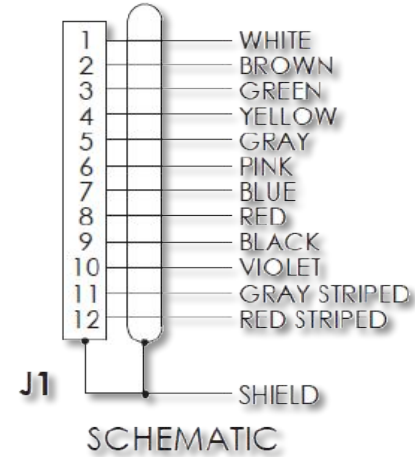 1 WHITE
2 BROWN
3 GREEN
4 YELLOW
5 GRAY
6 PINK
7 BLUE
8 RED
9 BLACK
10 VIOLET
11 GRAY STRIPED
12 RED STRIPED
J1 SHIELD
SCHEMATIC